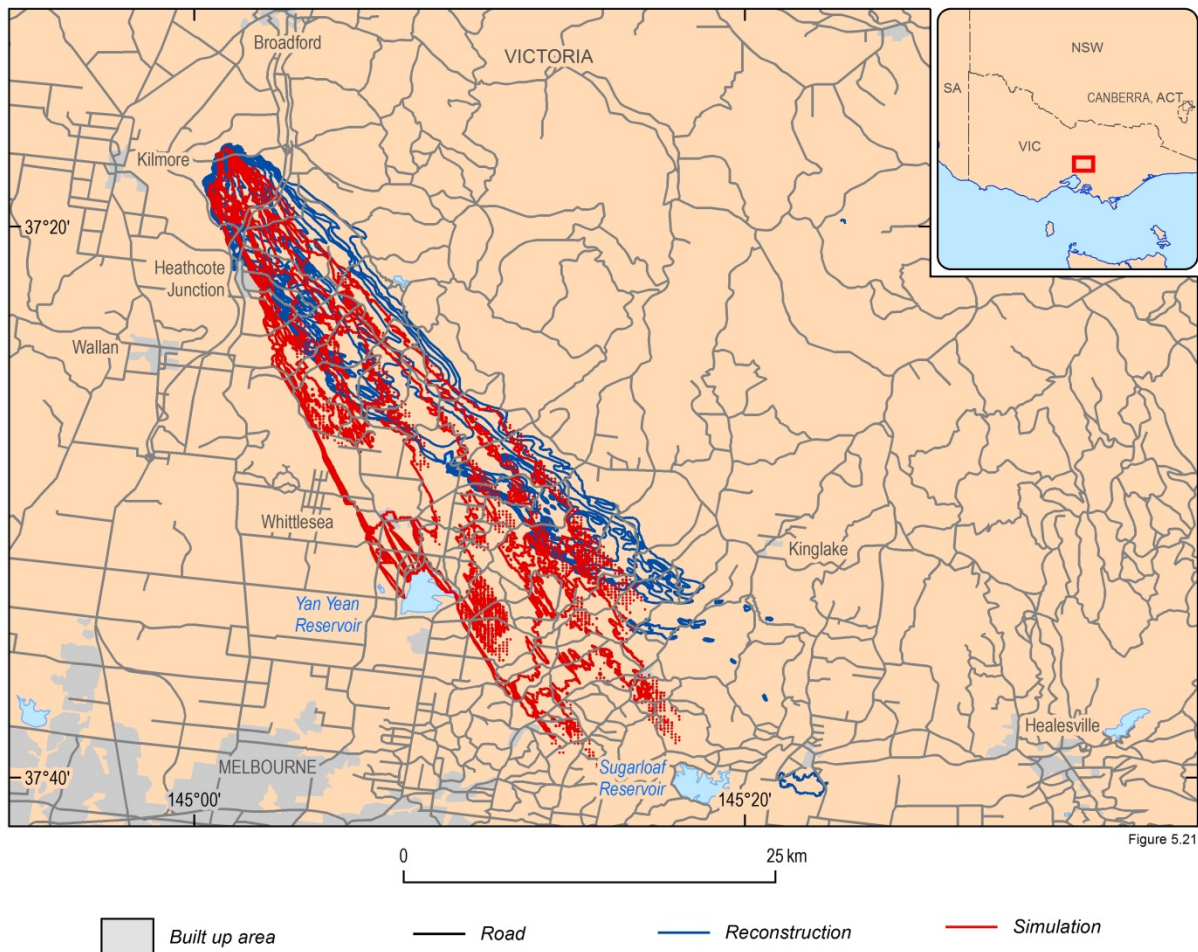 Broadford
VICTORIA
NSW
SA
CANBERRA, ACT
VIC
Kilmore
37°20'
Heathcote
Junction
Wallan
Whittlesea
Kinglake
Yan Yean
Reservoir
Healesville
MELBOURNE
Sugarloaf
Reservoir
37°40'
145°00'
145°20'
Figure 5.21
0
25 km
Built up area
Road
Reconstruction
Simulation